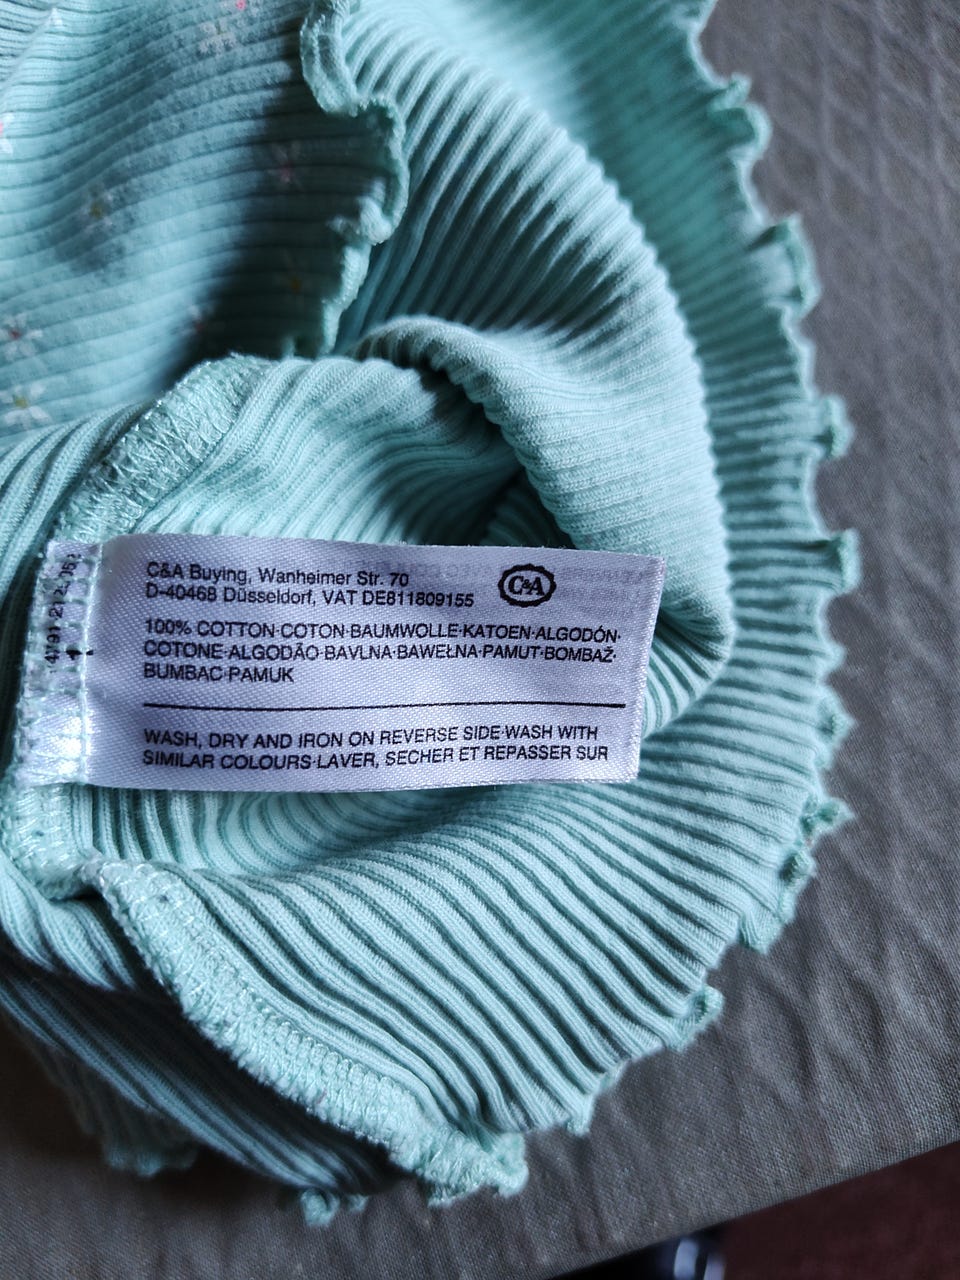 C&A Buying, Wanheimer Str. 70
D-40468 Düsseldorf, VAT DE811809155
C&A
100% COTTON·COTON·BAUMWOLLE·KATOEN·ALGODÓN·
COTONE·ALGODÃO·BAVLNA·BAWEŁNA·PAMUT·BOMBAŽ·
BUMBAC·PAMUK
WASH, DRY AND IRON ON REVERSE SIDE·WASH WITH
SIMILAR COLOURS·LAVER, SECHER ET REPASSER SUR